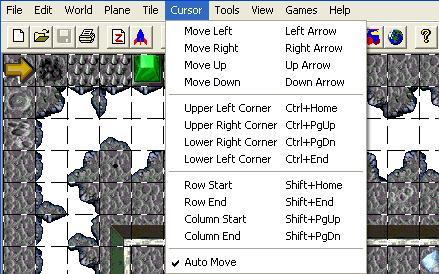 File Edit World Plane Tile Cursor Tools View Games Help
Move Left Left Arrow
Move Right Right Arrow
Move Up Up Arrow
Move Down Down Arrow
Upper Left Corner Ctrl+Home
Upper Right Corner Ctrl+PgUp
Lower Right Corner Ctrl+PgDn
Lower Left Corner Ctrl+End
Row Start Shift+Home
Row End Shift+End
Column Start Shift+PgUp
Column End Shift+PgDn
Auto Move